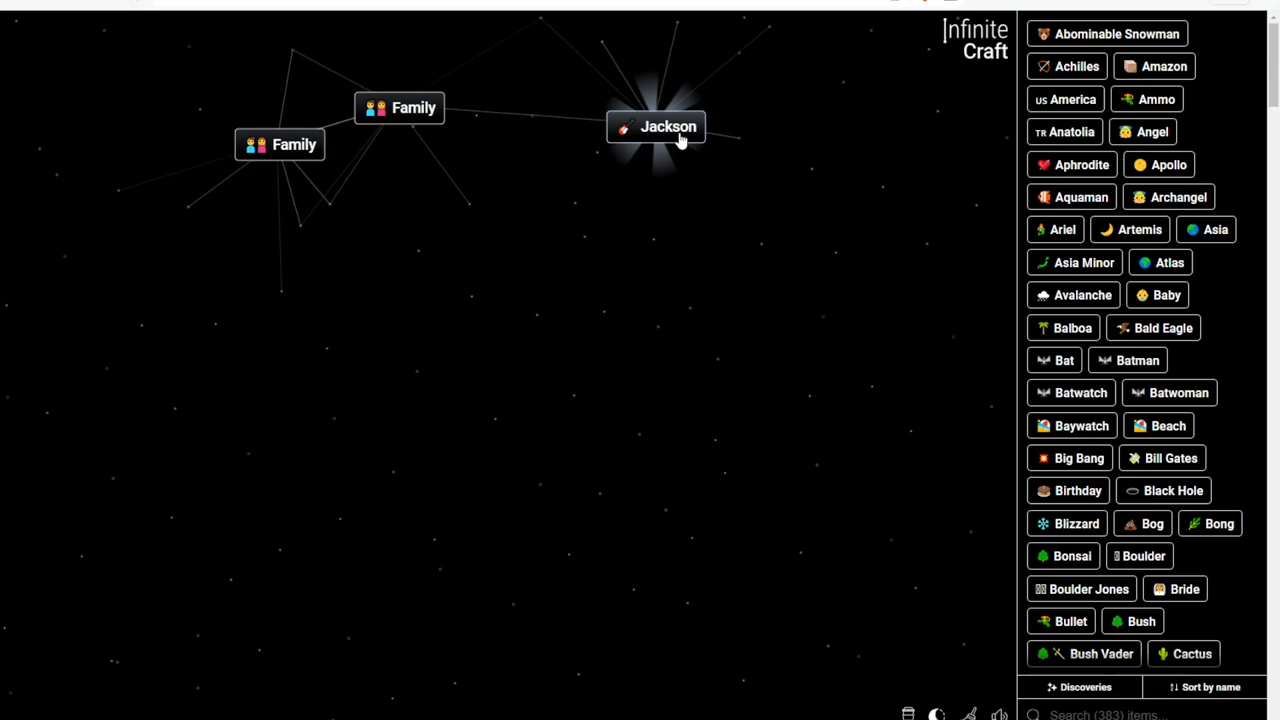 Infinite
Craft
Family
Family
Jackson
Abominable Snowman
Achilles
Amazon
US America
Ammo
TR Anatolia
Angel
Aphrodite
Apollo
Aquaman
Archangel
Ariel
Artemis
Asia
Asia Minor
Atlas
Avalanche
Baby
Balboa
Bald Eagle
Bat
Batman
Batwatch
Batwoman
Baywatch
Beach
Big Bang
Bill Gates
Birthday
Black Hole
Blizzard
Bog
Bong
Bonsai
Boulder
Boulder Jones
Bride
Bullet
Bush
Bush Vader
Cactus
Discoveries
Sort by name
Search (383) items...